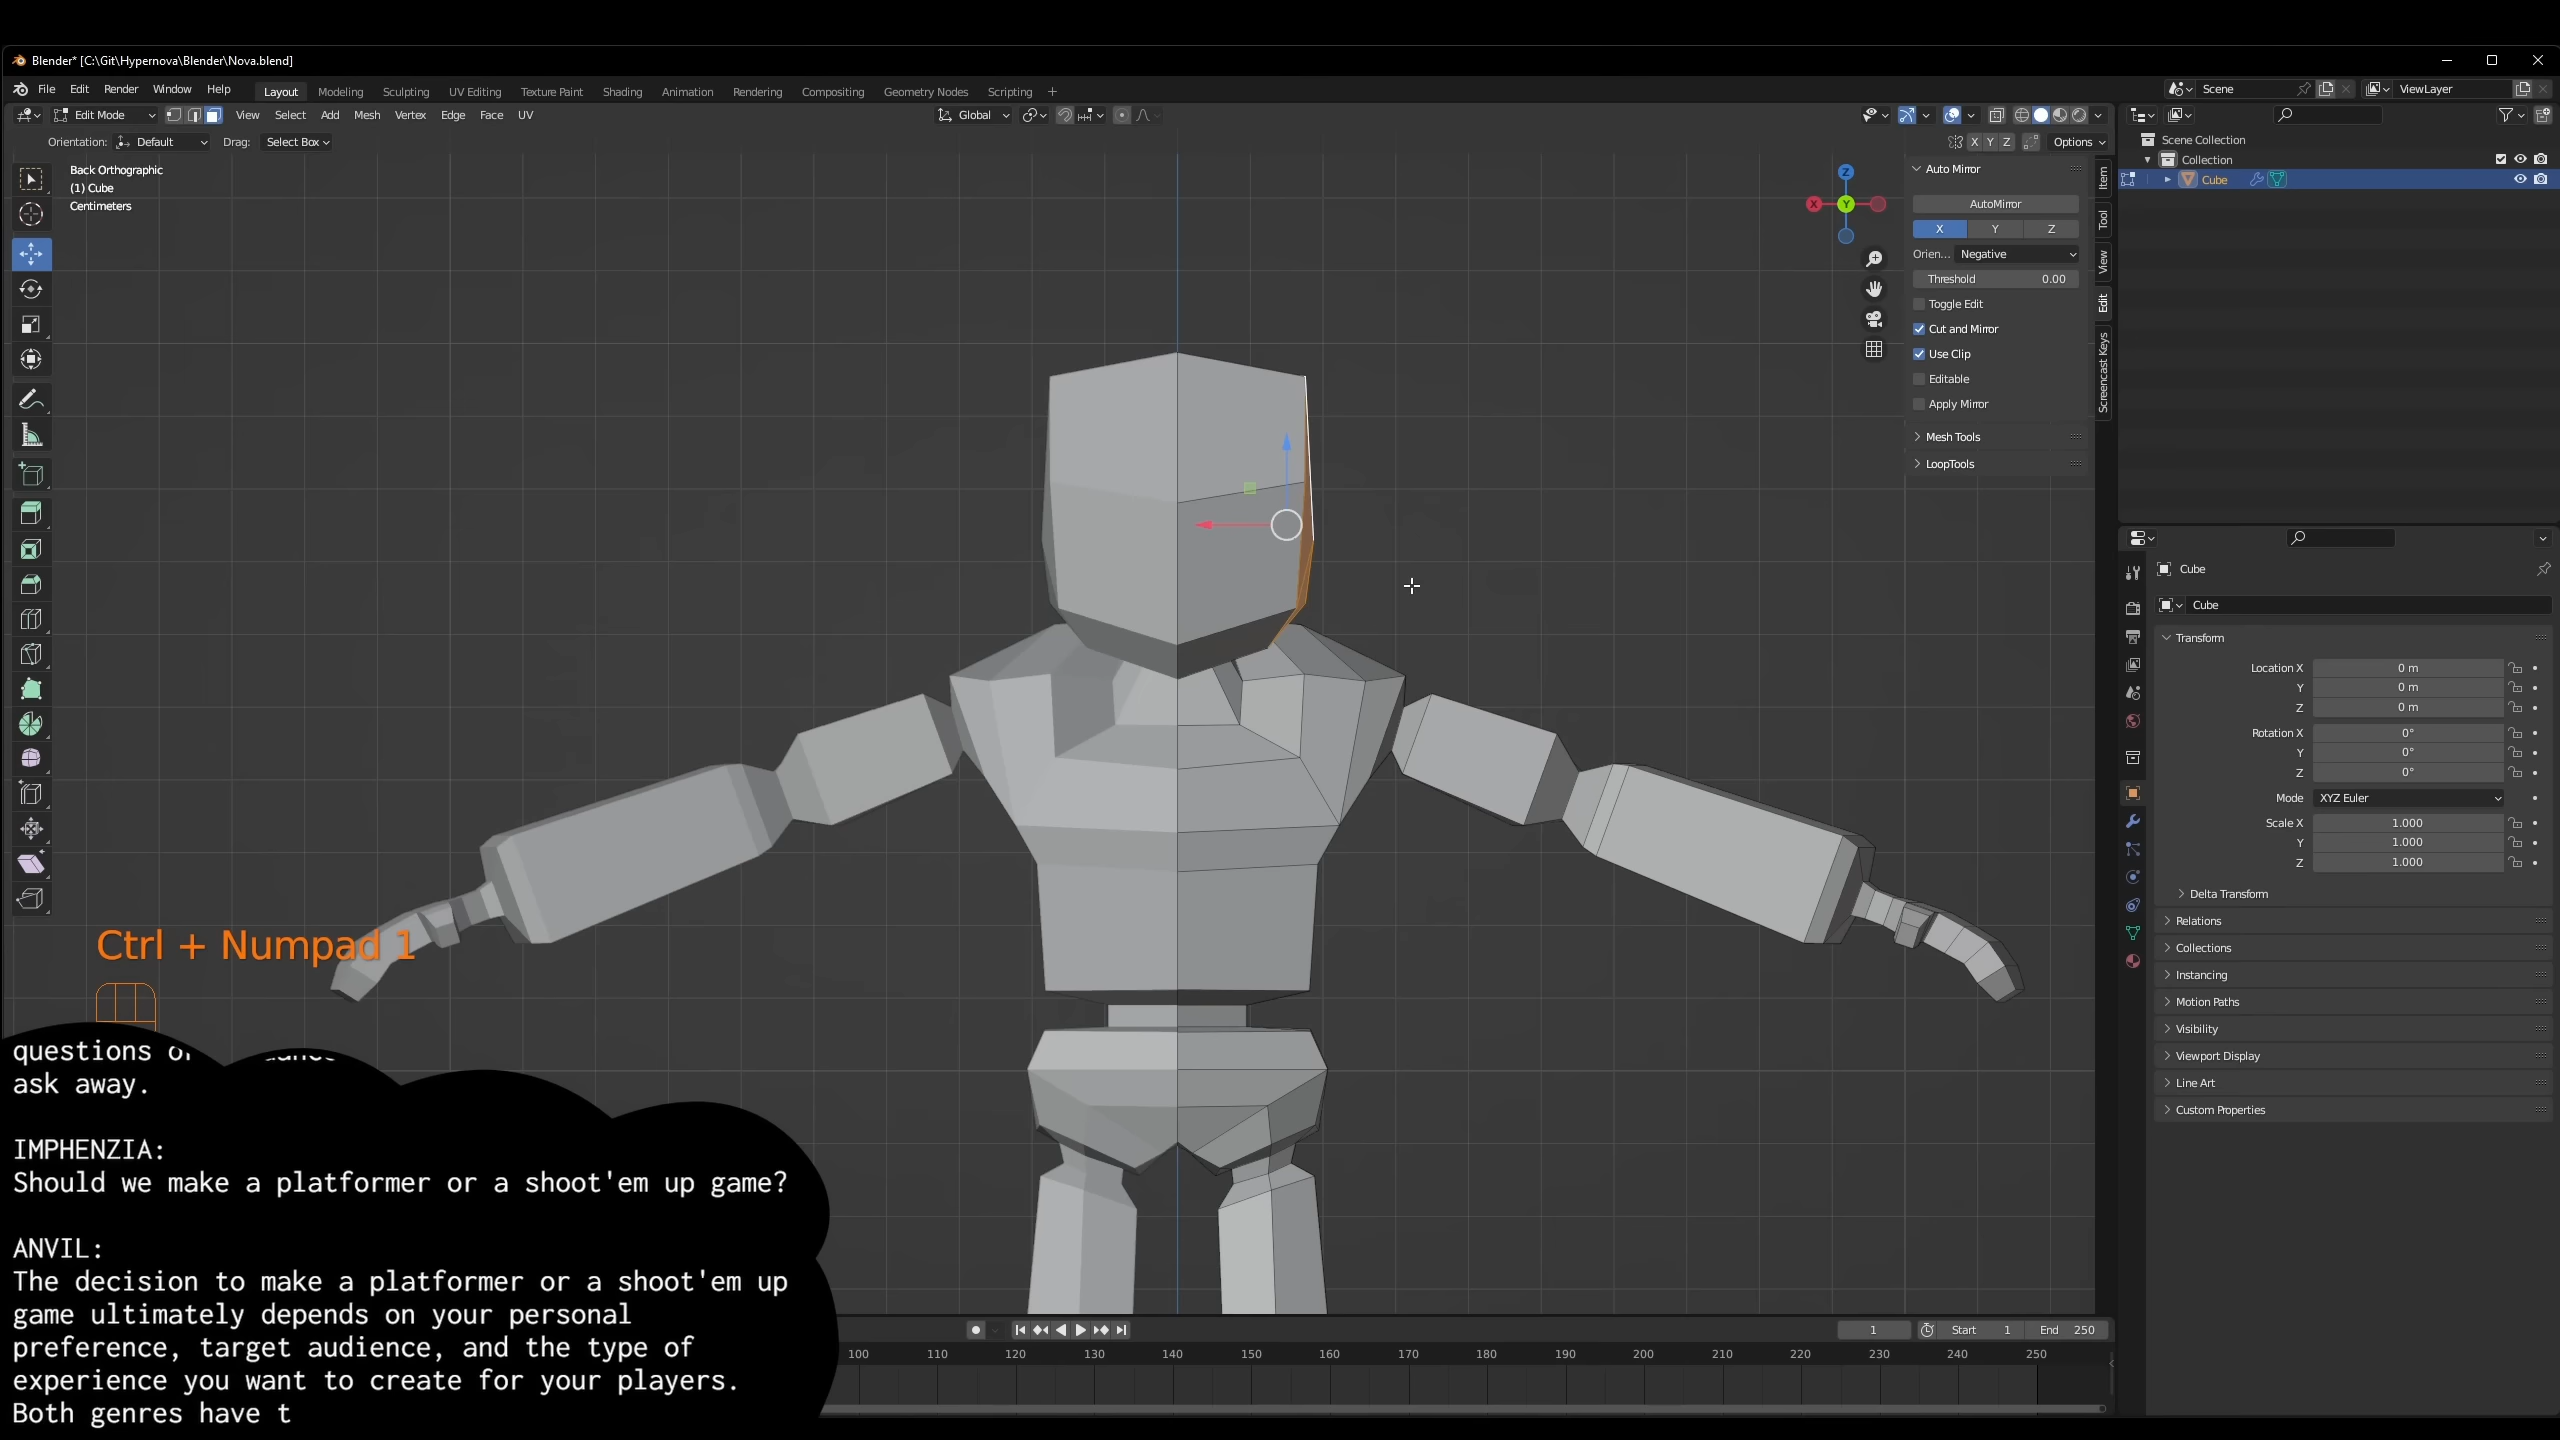 Blender* [C:\Git\Hypernova\Blender\Nova.blend]
File Edit Render Window Help Layout Modeling Sculpting UV Editing Texture Paint Shading Animation Rendering Compositing Geometry Nodes Scripting +
Scene ViewLayer
Edit Mode View Select Add Mesh Vertex Edge Face UV Global
Orientation: Default Drag: Select Box X Y Z Options
Back Orthographic
(1) Cube
Centimeters
Z
X Y
Auto Mirror
AutoMirror
X Y Z
Orien... Negative
Threshold 0.00
Toggle Edit
Cut and Mirror
Use Clip
Editable
Apply Mirror
Mesh Tools
LoopTools
Item
Tool
View
Edit
Screencast Keys
Scene Collection
Collection
Cube
Cube
Cube
Transform
Location X 0 m
Y 0 m
Z 0 m
Rotation X 0°
Y 0°
Z 0°
Mode XYZ Euler
Scale X 1.000
Y 1.000
Z 1.000
Delta Transform
Relations
Collections
Instancing
Motion Paths
Visibility
Viewport Display
Line Art
Custom Properties
Ctrl + Numpad 1
questions
ask away.
IMPHENZIA:
Should we make a platformer or a shoot'em up game?
ANVIL:
The decision to make a platformer or a shoot'em up
game ultimately depends on your personal
preference, target audience, and the type of
experience you want to create for your players.
Both genres have t
1 Start 1 End 250
100 110 120 130 140 150 160 170 180 190 200 210 220 230 240 250